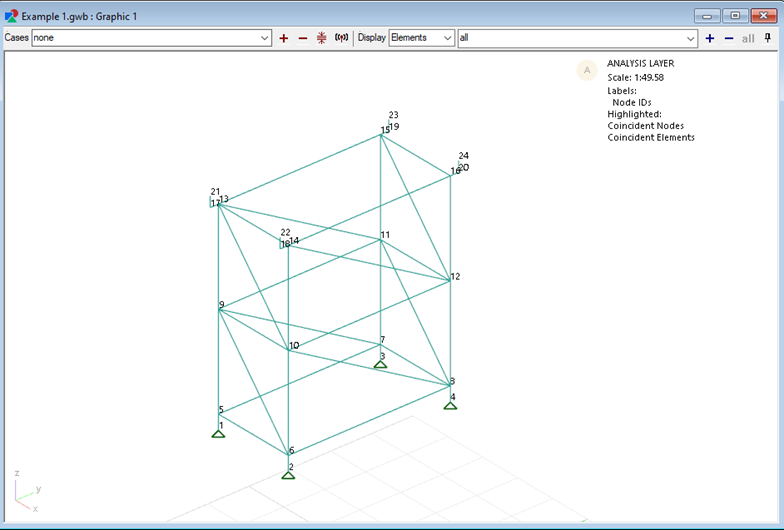 Example 1.gwb : Graphic 1
Cases none Display Elements all all
A
ANALYSIS LAYER
Scale: 1:49.58
Labels:
Node IDs
Highlighted:
Coincident Nodes
Coincident Elements
23
15 19
24
16 20
21
17 13
22
18 14
11
12
9
10
7
3
8
4
5
1
6
2
z
y
x